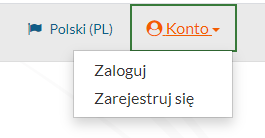 Polski (PL) Konto
Zaloguj
Zarejestruj się